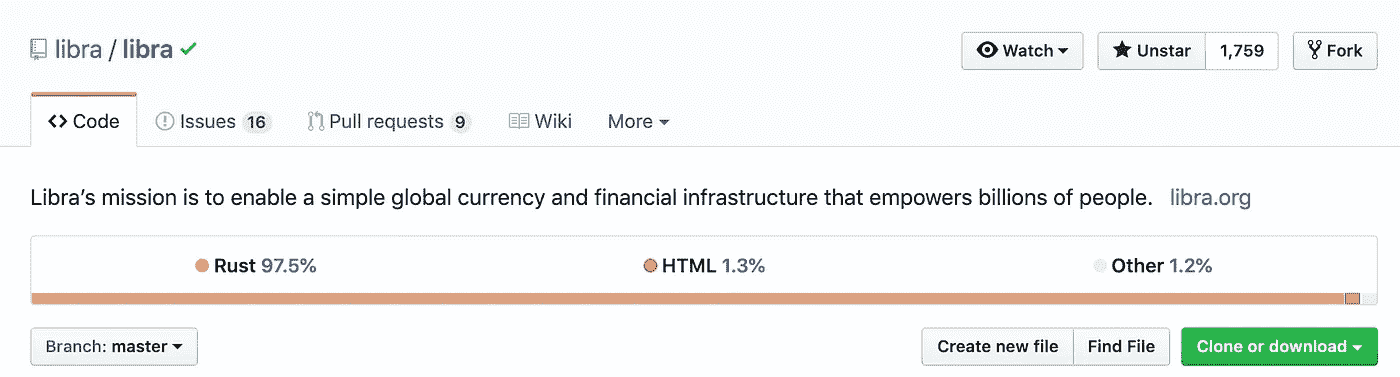 libra / libra
Watch Unstar 1,759 Fork
Code Issues 16 Pull requests 9 Wiki More
Libra’s mission is to enable a simple global currency and financial infrastructure that empowers billions of people. libra.org
Rust 97.5% HTML 1.3% Other 1.2%
Branch: master Create new file Find File Clone or download